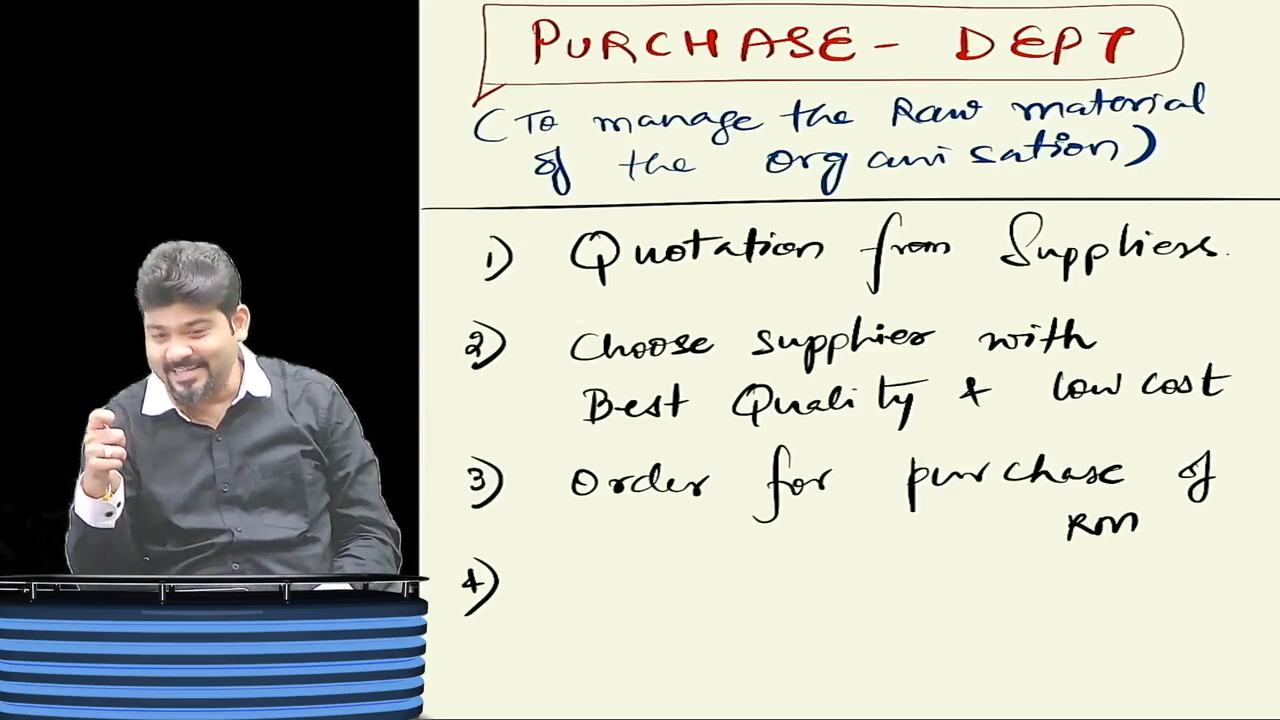 PURCHASE - DEPT
(To manage the Raw material
of the organisation)
1) Quotation from Suppliers.
2) Choose supplier with
Best Quality & low cost
3) Order for purchase of
RM
4)